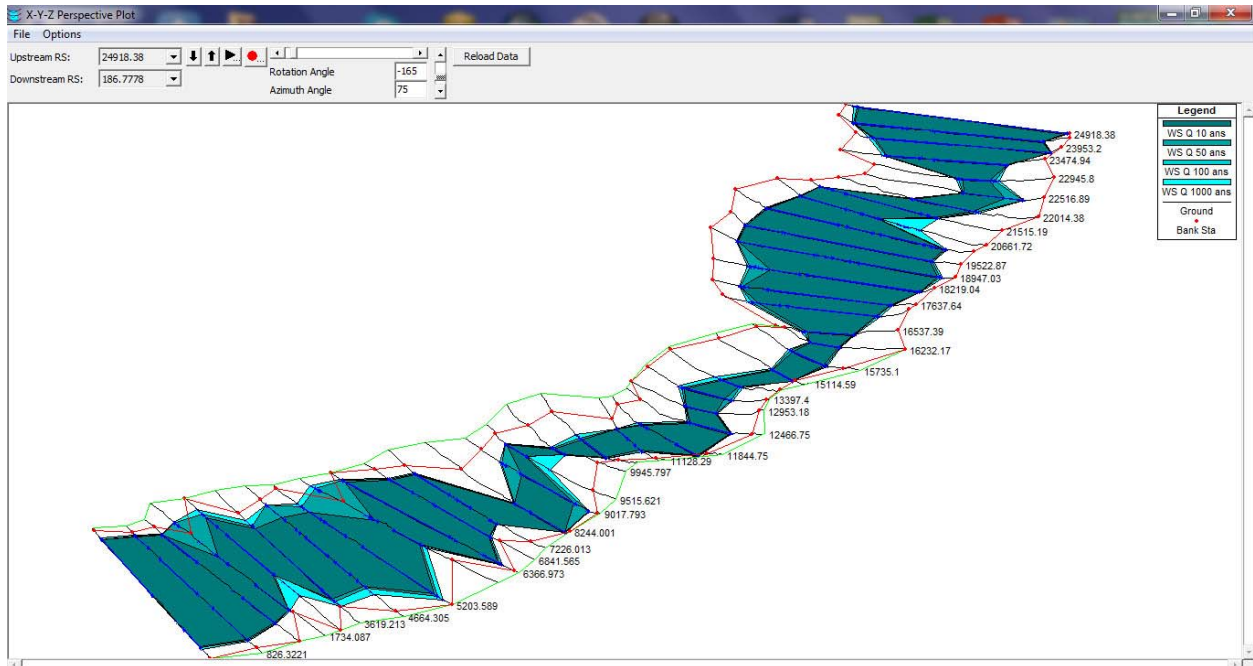 X-Y-Z Perspective Plot
File Options
Upstream RS: 24918.38
Reload Data
Rotation Angle -165
Downstream RS: 186.7778
Azimuth Angle 75
Legend
WS Q 10 ans
WS Q 50 ans
WS Q 100 ans
WS Q 1000 ans
Ground
Bank Sta
24918.38
23953.2
23474.94
22945.8
22516.89
22014.38
21515.19
20661.72
19522.87
18947.03
18219.04
17637.64
16537.39
16232.17
15735.1
15114.59
13397.4
12953.18
12466.75
11844.75
11128.29
9945.797
9515.621
9017.793
8244.001
7226.013
6841.565
6366.973
5203.589
4664.305
3619.213
1734.087
826.3221